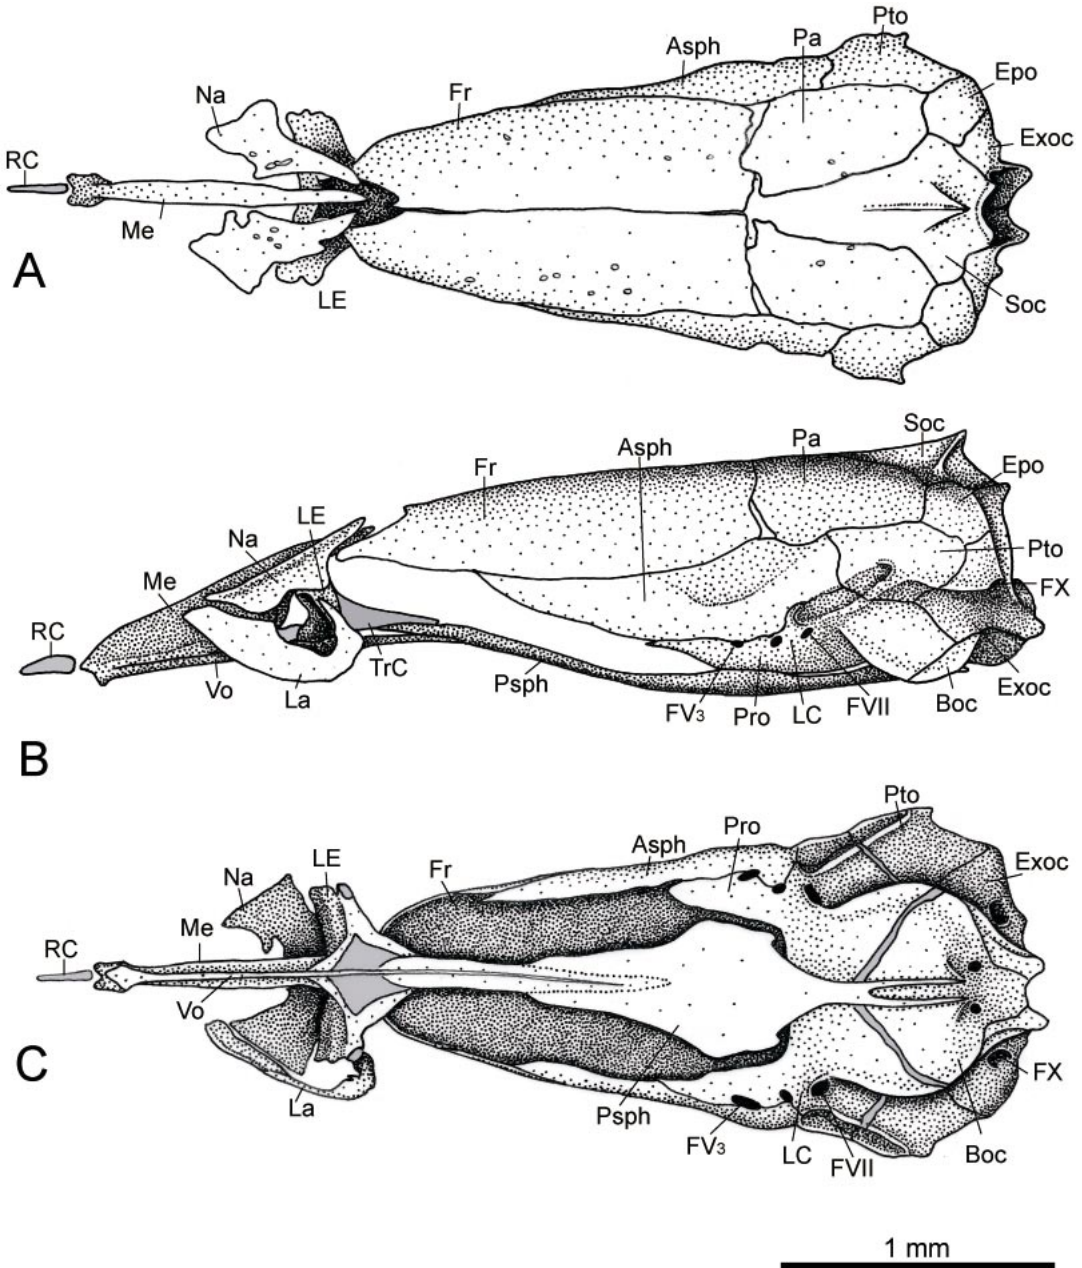 Pto
Pa
Asph
Epo
Fr
Na
Exoc
RC
Me
A
LE
Soc
Soc
Pa
Asph
Epo
Fr
LE
Na
Pto
Me
FX
RC
TrC
Vo
La
Psph
Exoc
Boc
FV3
Pro
LC
FVII
B
Pto
Pro
Asph
Exoc
LE
Fr
Na
Me
RC
Vo
C
FX
La
Psph
FV3
LC
FVII
Boc
1 mm